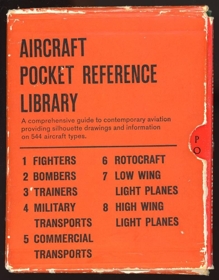 AIRCRAFT
POCKET REFERENCE
LIBRARY
A comprehensive guide to contemporary aviation
providing silhouette drawings and information
on 544 aircraft types.
1 FIGHTERS
2 BOMBERS
3 TRAINERS
4 MILITARY
TRANSPORTS
5 COMMERCIAL
TRANSPORTS
6 ROTOCRAFT
7 LOW WING
LIGHT PLANES
8 HIGH WING
LIGHT PLANES
P
O